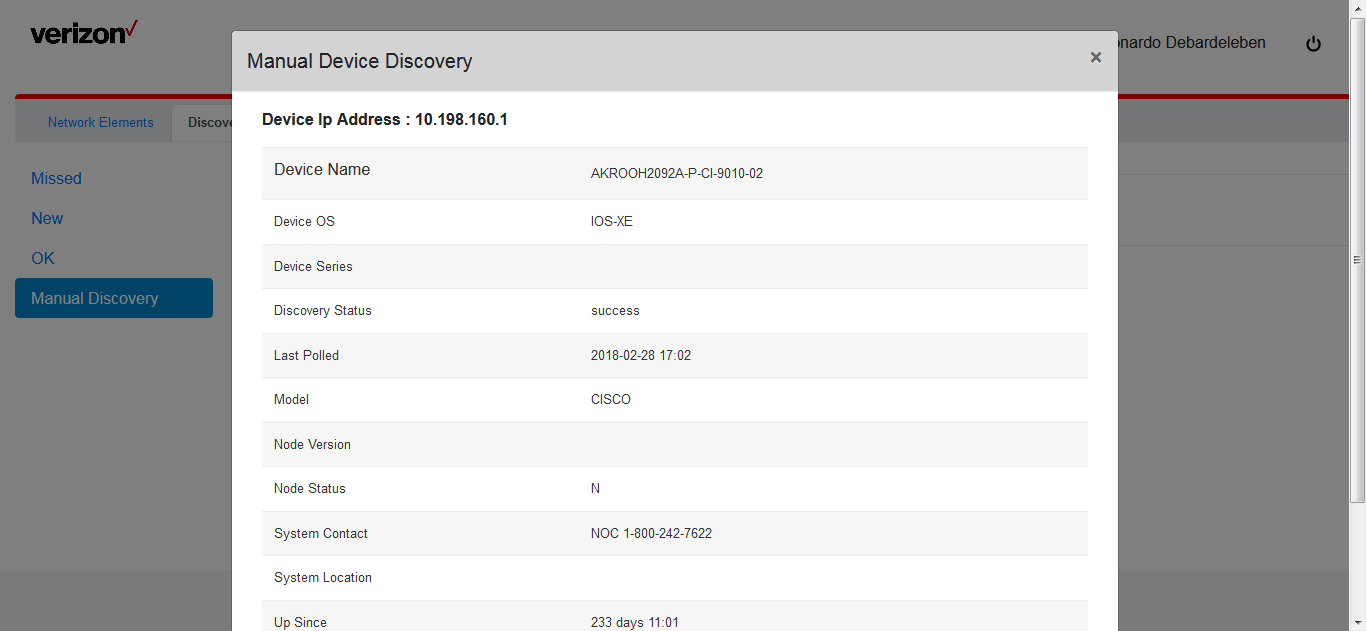 verizon
onardo Debardeleben
Manual Device Discovery
×
Network Elements
Discove
Missed
New
OK
Manual Discovery
Device Ip Address : 10.198.160.1
Device Name AKROOH2092A-P-CI-9010-02
Device OS IOS-XE
Device Series
Discovery Status success
Last Polled 2018-02-28 17:02
Model CISCO
Node Version
Node Status N
System Contact NOC 1-800-242-7622
System Location
Up Since 233 days 11:01